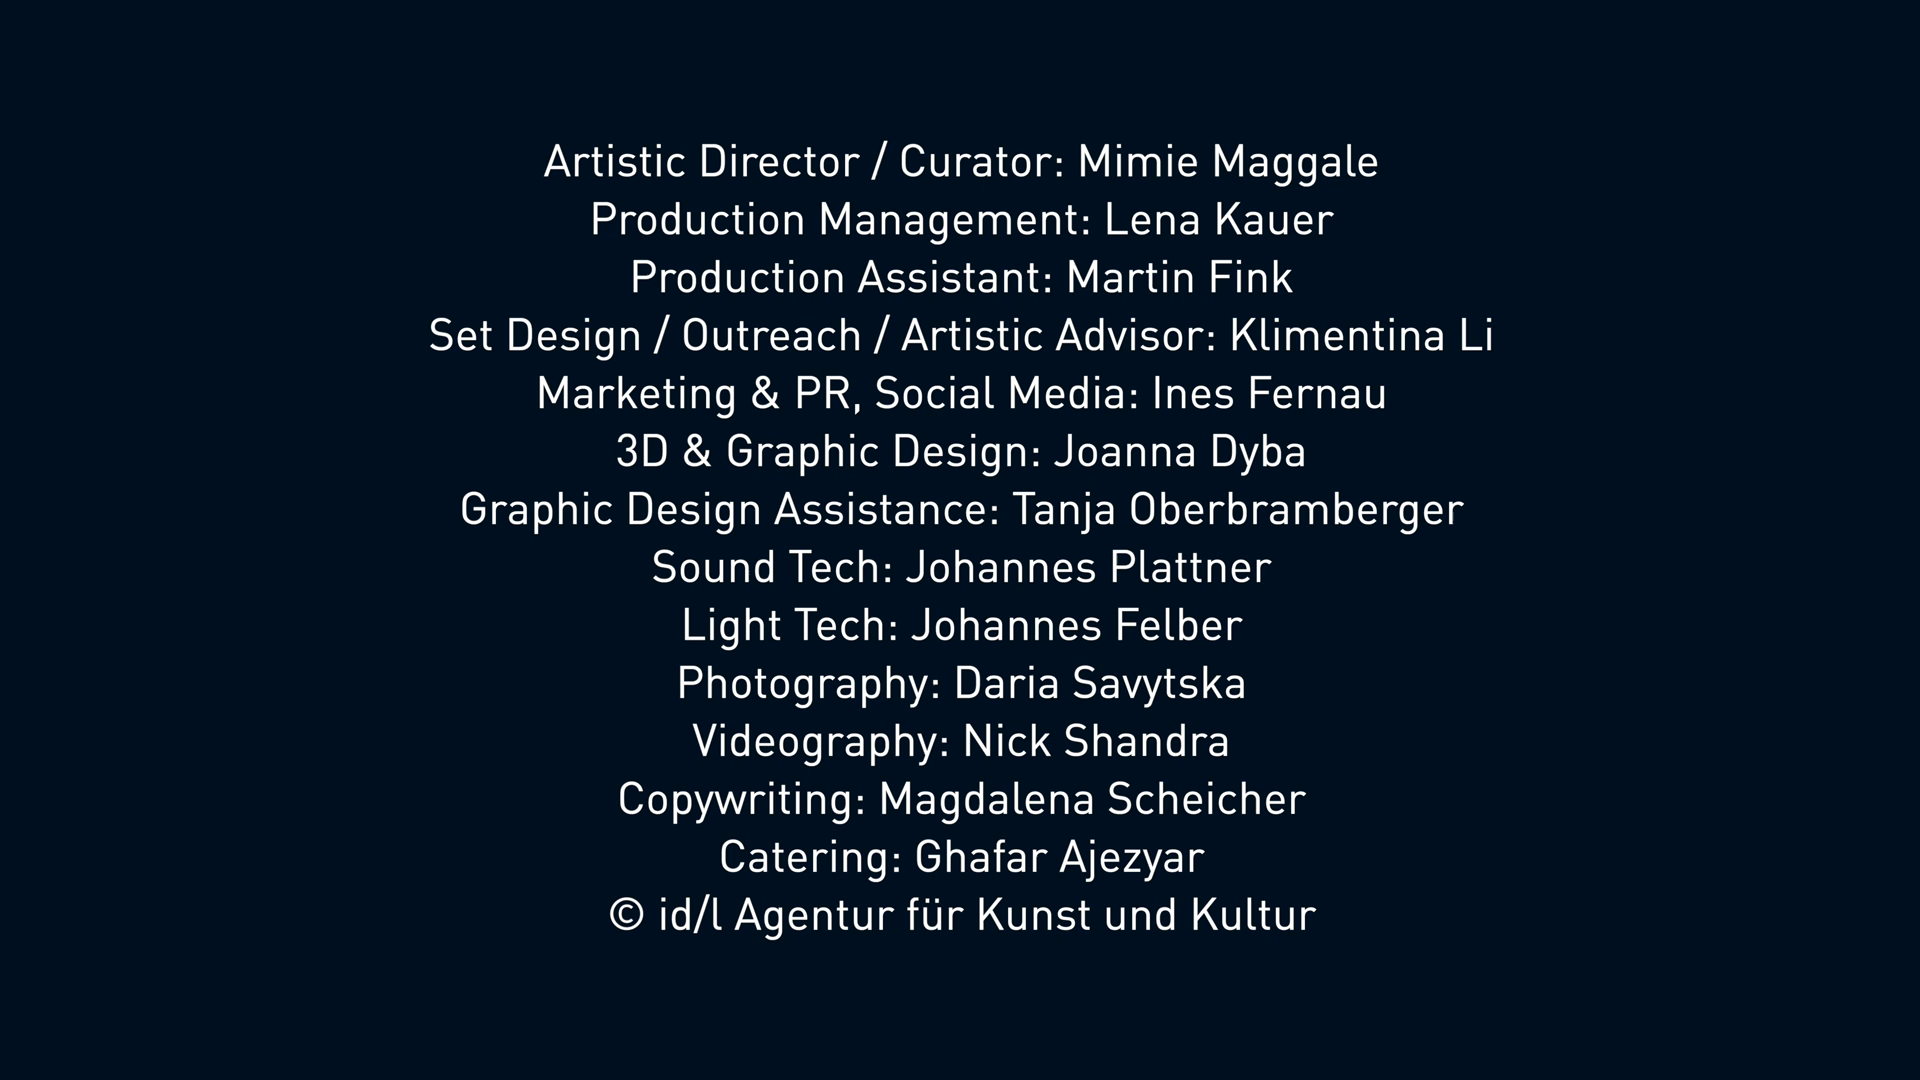 Artistic Director / Curator: Mimie Maggale
Production Management: Lena Kauer
Production Assistant: Martin Fink
Set Design / Outreach / Artistic Advisor: Klimentina Li
Marketing & PR, Social Media: Ines Fernau
3D & Graphic Design: Joanna Dyba
Graphic Design Assistance: Tanja Oberbramberger
Sound Tech: Johannes Plattner
Light Tech: Johannes Felber
Photography: Daria Savytska
Videography: Nick Shandra
Copywriting: Magdalena Scheicher
Catering: Ghafar Ajezyar
© id/l Agentur für Kunst und Kultur